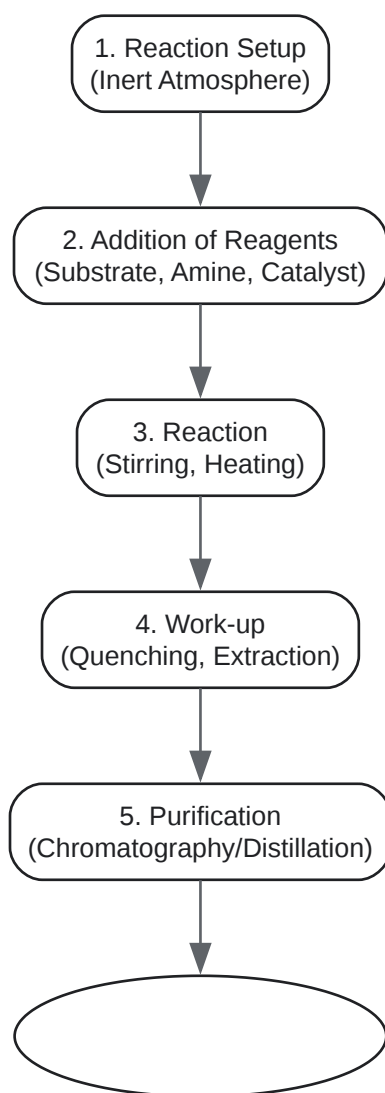 1. Reaction Setup
(Inert Atmosphere)
2. Addition of Reagents
(Substrate, Amine, Catalyst)
3. Reaction
(Stirring, Heating)
4. Work-up
(Quenching, Extraction)
5. Purification
(Chromatography/Distillation)